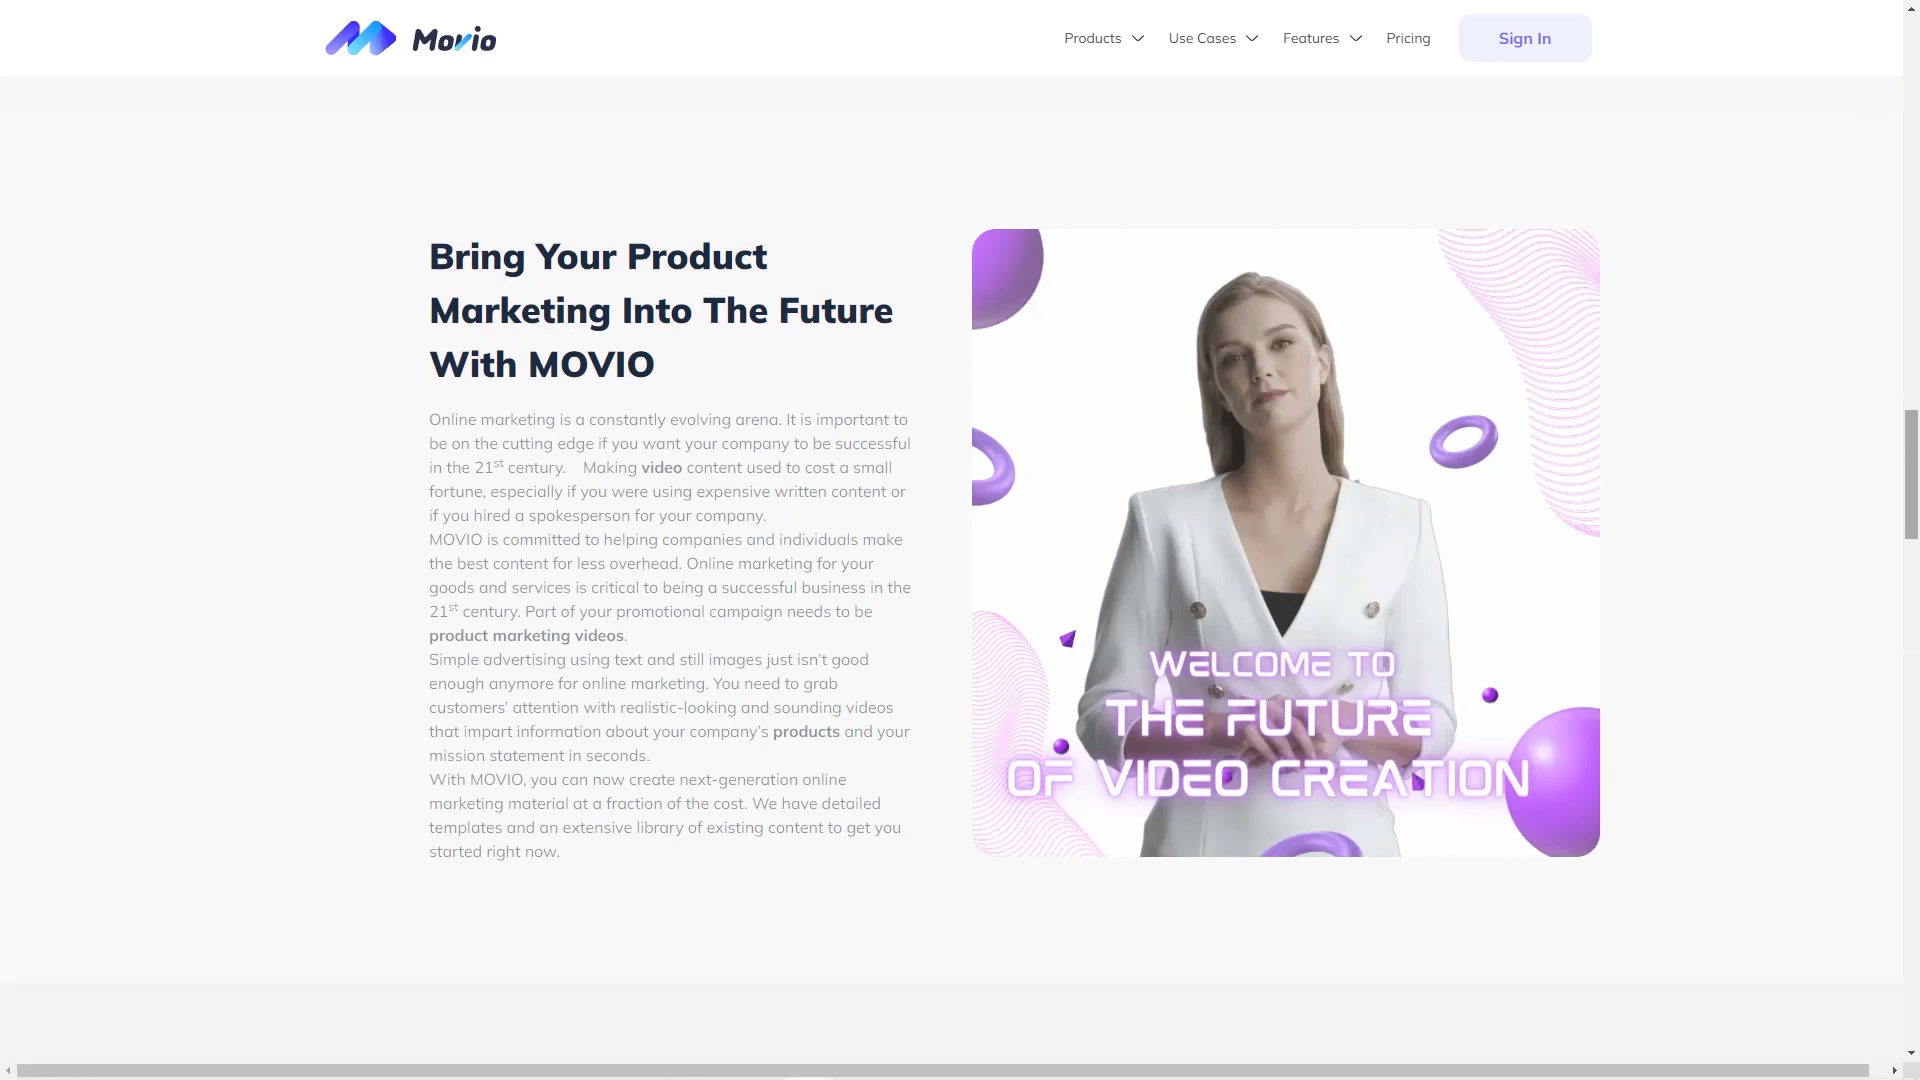 Movio
Products
Use Cases
Features
Pricing
Sign In
Bring Your Product
Marketing Into The Future
With MOVIO
Online marketing is a constantly evolving arena. It is important to
be on the cutting edge if you want your company to be successful
in the 21st century. Making video content used to cost a small
fortune, especially if you were using expensive written content or
if you hired a spokesperson for your company.
MOVIO is committed to helping companies and individuals make
the best content for less overhead. Online marketing for your
goods and services is critical to being a successful business in the
21st century. Part of your promotional campaign needs to be
product marketing videos.
Simple advertising using text and still images just isn’t good
enough anymore for online marketing. You need to grab
customers’ attention with realistic-looking and sounding videos
that impart information about your company’s products and your
mission statement in seconds.
With MOVIO, you can now create next-generation online
marketing material at a fraction of the cost. We have detailed
templates and an extensive library of existing content to get you
started right now.
WELCOME TO
THE FUTURE
OF VIDEO CREATION